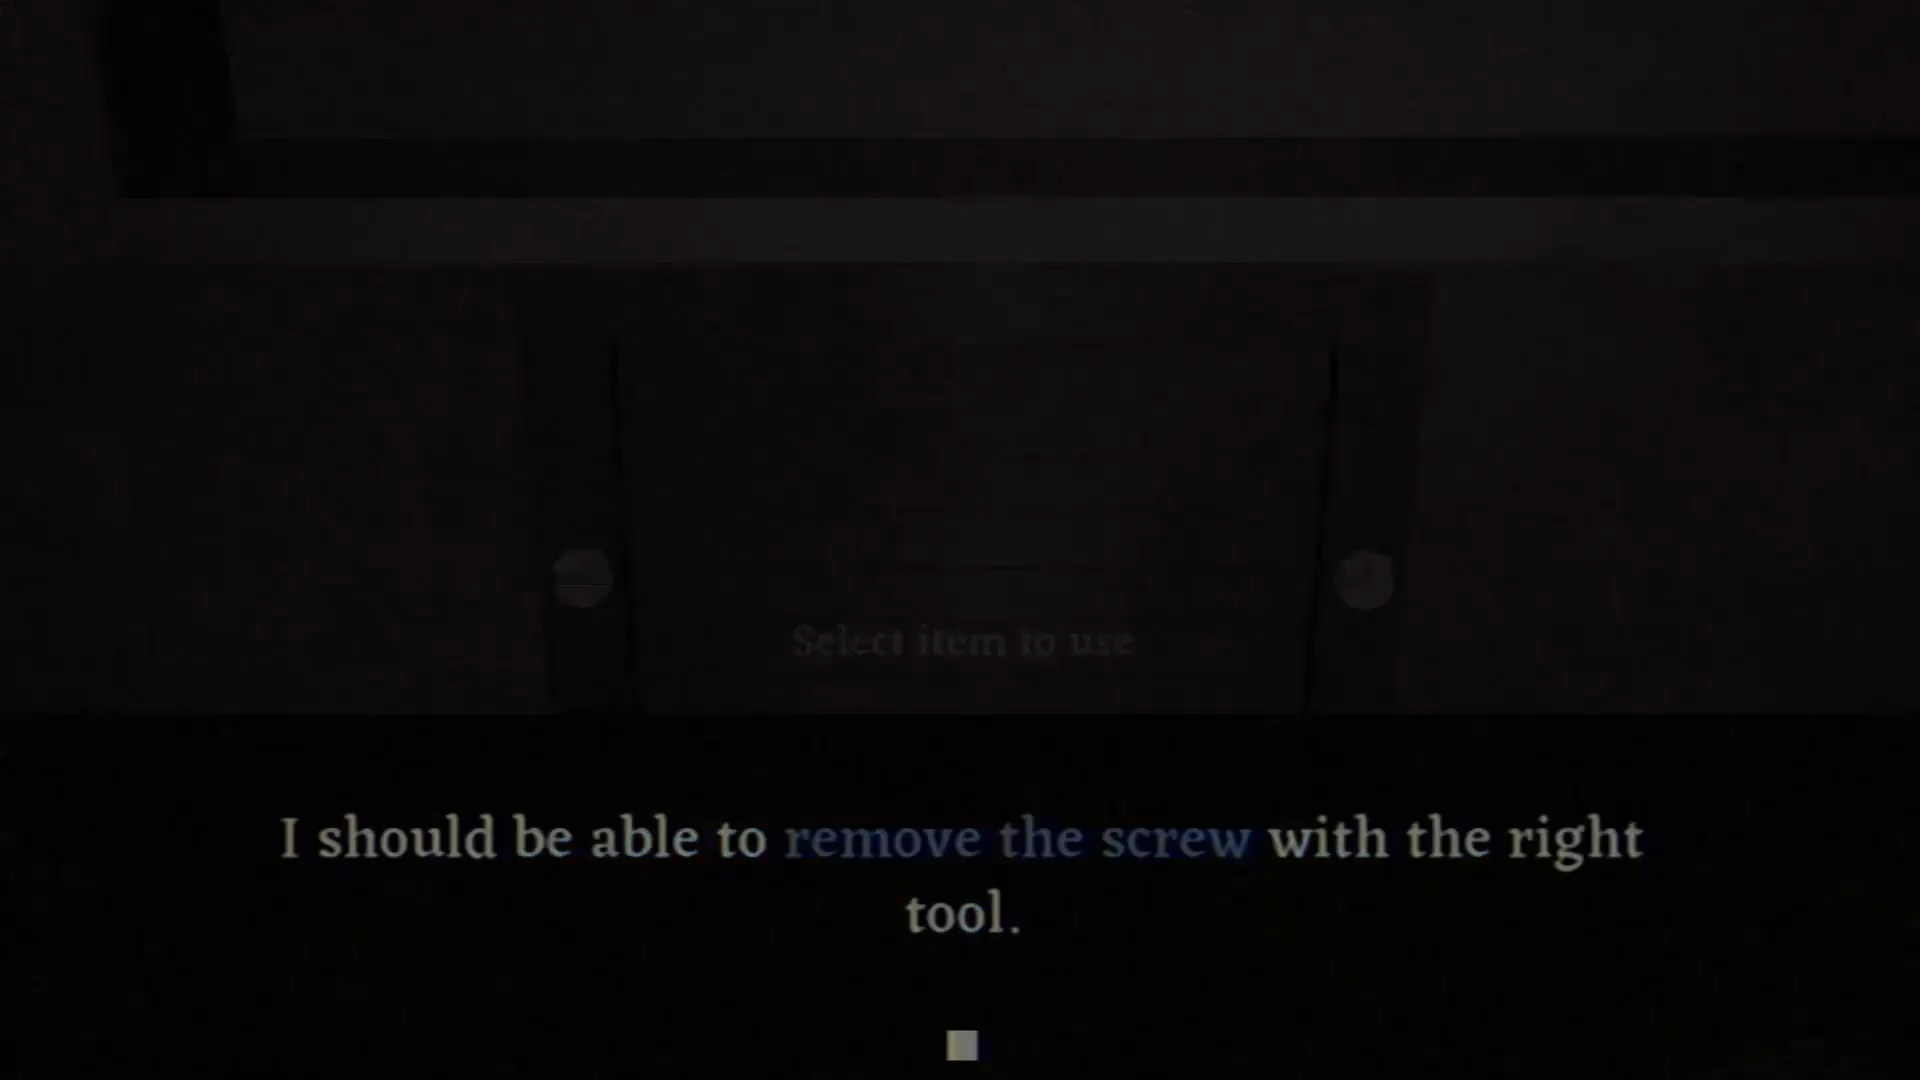 Select item to use
I should be able to remove the screw with the right
tool.